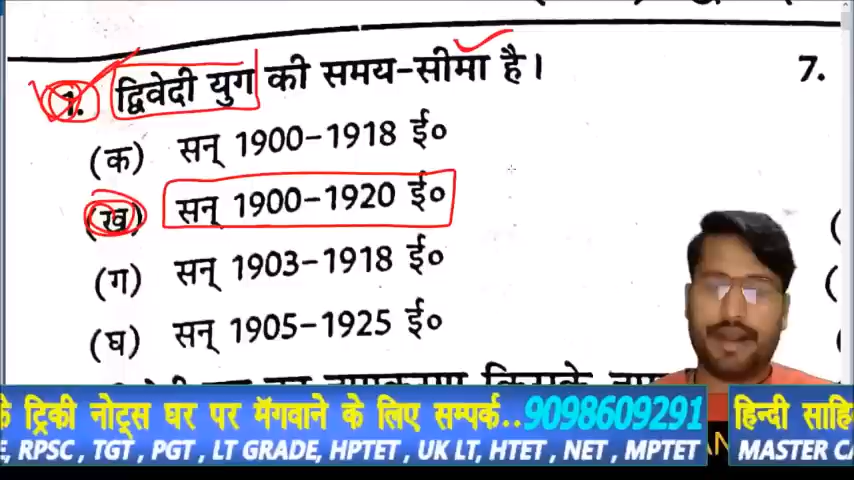 1. द्विवेदी युग की समय-सीमा है।
7.
(क) सन् 1900-1918 ई०
(ख) सन् 1900-1920 ई०
(ग) सन् 1903-1918 ई०
(घ) सन् 1905-1925 ई०
के ट्रिकी नोट्स घर पर मॅगवाने के लिए सम्पर्क..9098609291
हिन्दी साहि
, RPSC , TGT , PGT , LT GRADE, HPTET , UK LT, HTET , NET , MPTET
MASTER CA